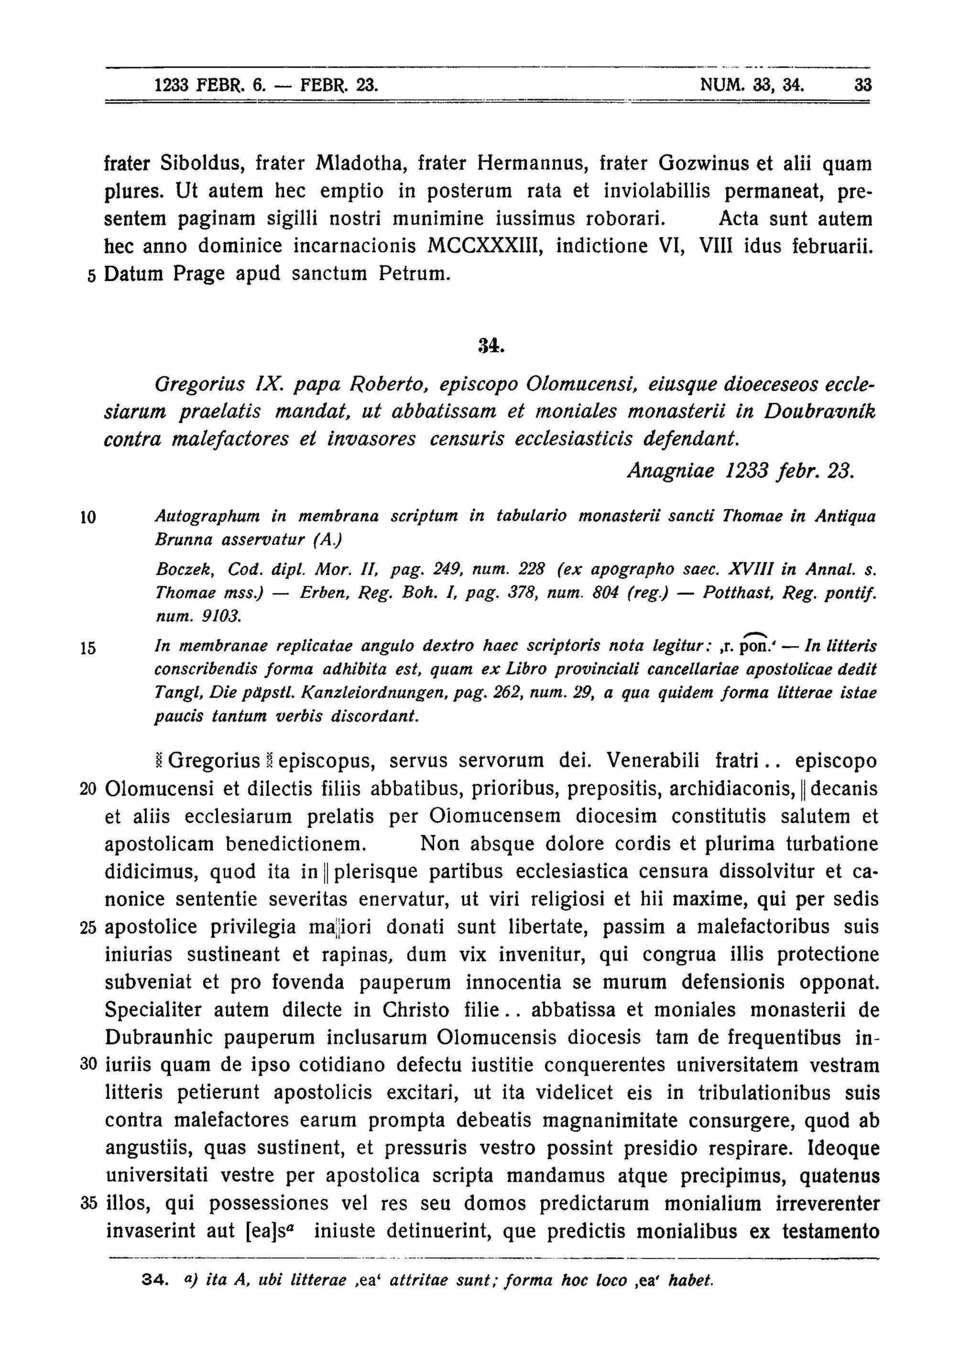 1233 FEBR. 6. — FEBR. 23. NUM. 33, 34. 33
frater Siboldus, frater Mladotha, frater Hermannus, frater Gozwinus et alii quam
plures. Ut autem hec emptio in posterum rata et inviolabillis permaneat, pre-
sentem paginam sigilli nostri munimine iussimus roborari. Acta sunt autem
hec anno dominice incarnacionis MCCXXXIII, indictione VI, VIII idus februarii.
5 Datum Prage apud sanctum Petrum.
34.
Gregorius IX. papa Roberto, episcopo Olomucensi, eiusque dioeceseos eccle-
siarum praelatis mandat, ut abbatissam et moniales monasterii in Doubravník
contra malefactores et invasores censuris ecclesiasticis defendant.
Anagniae 1233 febr. 23.
10 Autographum in membrana scriptum in tabulario monasterii sancti Thomae in Antiqua
Brunna asservatur (A.)
Boczek, Cod. dipl. Mor. II, pag. 249, num. 228 (ex apographo saec. XVIII in Annal. s.
Thomae mss.) — Erben, Reg. Boh. I, pag. 378, num. 804 (reg.) — Potthast, Reg. pontif.
num. 9103.
15 In membranae replicatae angulo dextro haec scriptoris nota legitur: ‚r. pon.‘ — In litteris
conscribendis forma adhibita est, quam ex Libro provinciali cancellariae apostolicae dedit
Tangl, Die päpstl. Kanzleiordnungen, pag. 262, num. 29, a qua quidem forma litterae istae
paucis tantum verbis discordant.
Gregorius episcopus, servus servorum dei. Venerabili fratri . . episcopo
20 Olomucensi et dilectis filiis abbatibus, prioribus, prepositis, archidiaconis, || decanis
et aliis ecclesiarum prelatis per Olomucensem diocesim constitutis salutem et
apostolicam benedictionem. Non absque dolore cordis et plurima turbatione
didicimus, quod ita in || plerisque partibus ecclesiastica censura dissolvitur et ca-
nonice sententie severitas enervatur, ut viri religiosi et hii maxime, qui per sedis
25 apostolice privilegia ma||iori donati sunt libertate, passim a malefactoribus suis
iniurias sustineant et rapinas, dum vix invenitur, qui congrua illis protectione
subveniat et pro fovenda pauperum innocentia se murum defensionis opponat.
Specialiter autem dilecte in Christo filie . . abbatissa et moniales monasterii de
Dubraunhic pauperum inclusarum Olomucensis diocesis tam de frequentibus in-
30 iuriis quam de ipso cotidiano defectu iustitie conquerentes universitatem vestram
litteris petierunt apostolicis excitari, ut ita videlicet eis in tribulationibus suis
contra malefactores earum prompta debeatis magnanimitate consurgere, quod ab
angustiis, quas sustinent, et pressuris vestro possint presidio respirare. Ideoque
universitati vestre per apostolica scripta mandamus atque precipimus, quatenus
35 illos, qui possessiones vel res seu domos predictarum monialium irreverenter
invaserint aut [ea]sᵃ iniuste detinuerint, que predictis monialibus ex testamento
34. a) ita A, ubi litterae ‚ea‘ attritae sunt; forma hoc loco ‚ea‘ habet.